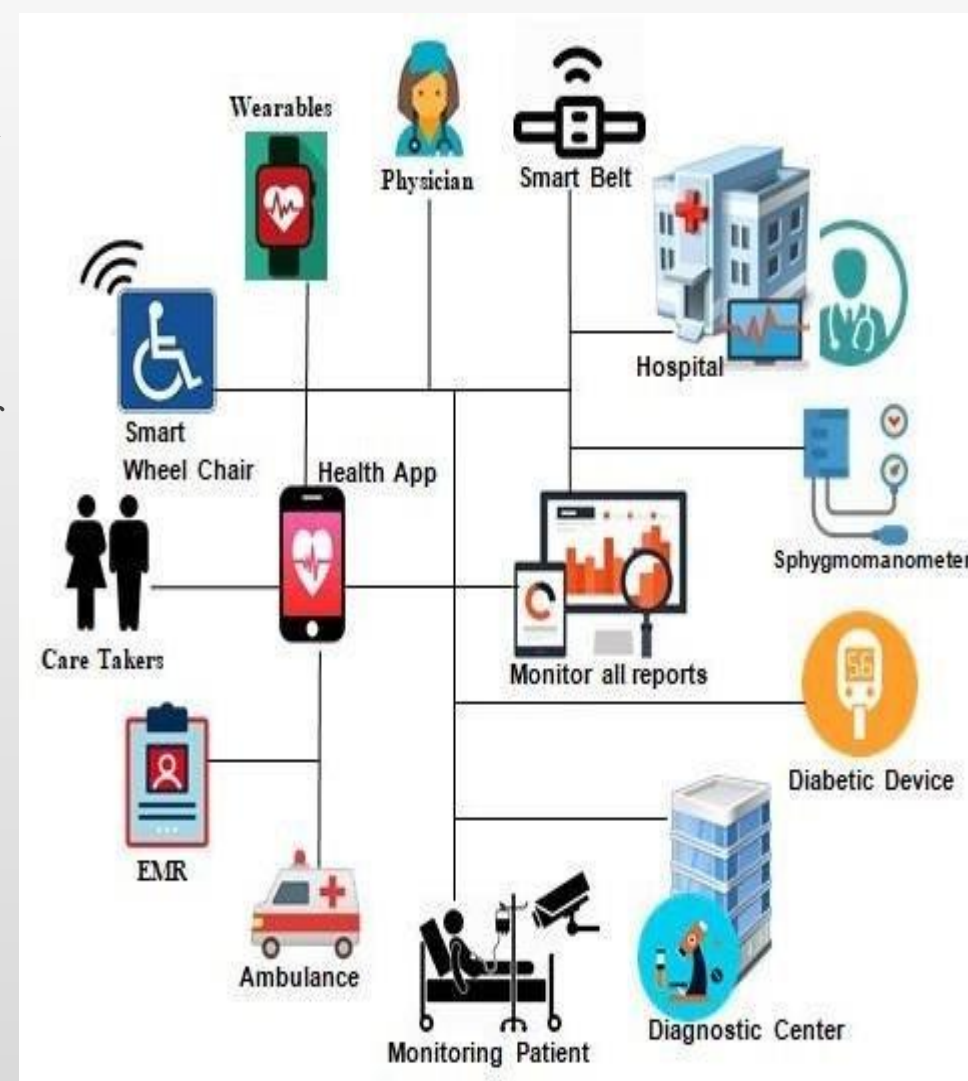 Wearables
Physician
Smart Belt
Hospital
Smart
Wheel Chair
Health App
Sphygmomanometer
Care Takers
Monitor all reports
56
Diabetic Device
EMR
Ambulance
Diagnostic Center
Monitoring Patient